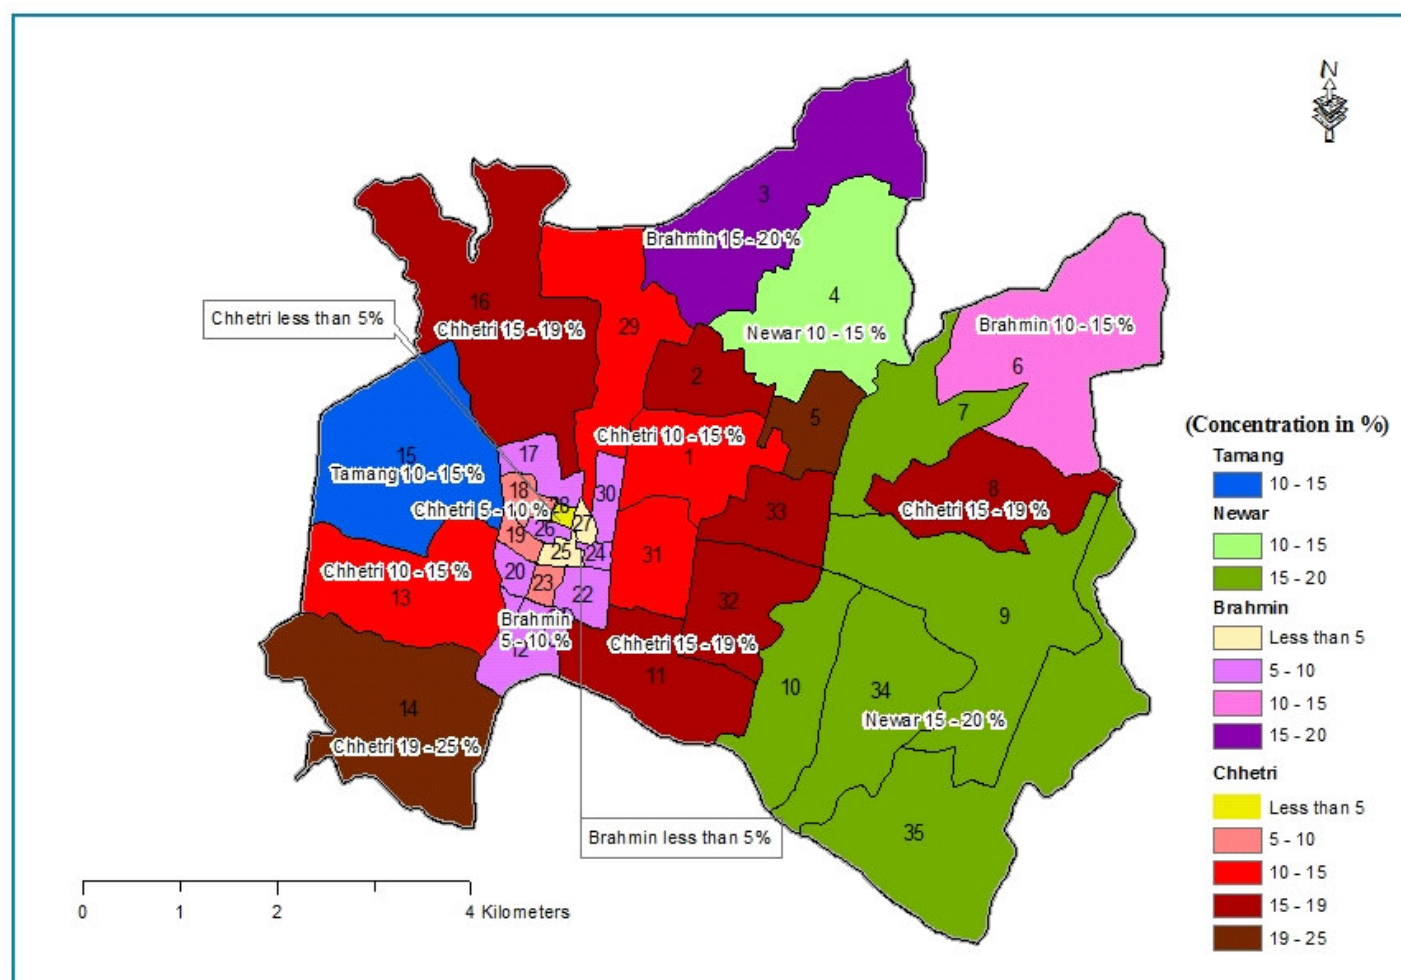 N
3
Brahmin 15 - 20 %
4
Newar 10 - 15 %
Brahmin 10 - 15 %
6
16
Chhetri 15 - 19 %
Chhetri less than 5%
29
2
5
7
Chhetri 10 - 15 %
1
15
Tamang 10 - 15 %
17
18
Chhetri 5 - 10 %
28
30
27
26
19
25
24
20
23
22
8
Chhetri 15 - 19 %
33
31
Chhetri 10 - 15 %
13
32
9
Brahmin
5 - 10 %
12
Chhetri 15 - 19 %
11
10
34
Newar 15 - 20 %
14
Chhetri 19 - 25 %
Brahmin less than 5%
35
0 1 2 4 Kilometers
(Concentration in %)
Tamang
10 - 15
Newar
10 - 15
15 - 20
Brahmin
Less than 5
5 - 10
10 - 15
15 - 20
Chhetri
Less than 5
5 - 10
10 - 15
15 - 19
19 - 25